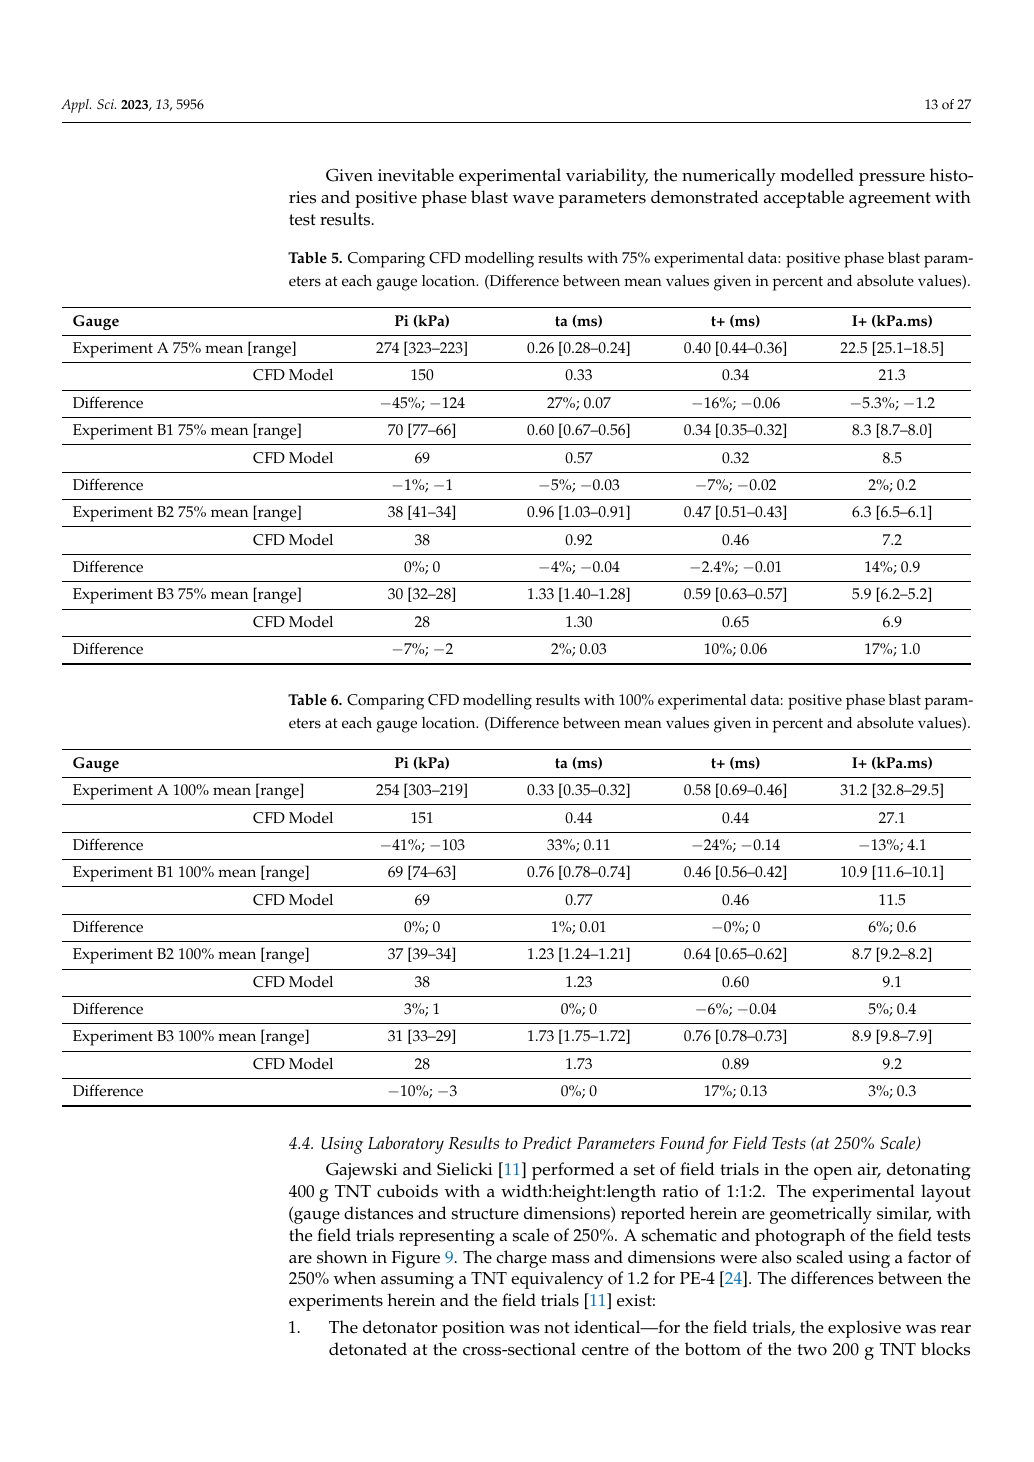 Appl. Sci. 2023, 13, 5956 13 of 27
Given inevitable experimental variability, the numerically modelled pressure histo-
ries and positive phase blast wave parameters demonstrated acceptable agreement with
test results.
Table 5. Comparing CFD modelling results with 75% experimental data: positive phase blast param-
eters at each gauge location. (Difference between mean values given in percent and absolute values).
Gauge Pi (kPa) ta (ms) t+ (ms) I+ (kPa.ms)
Experiment A 75% mean [range] 274 [323–223] 0.26 [0.28–0.24] 0.40 [0.44–0.36] 22.5 [25.1–18.5]
CFD Model 150 0.33 0.34 21.3
Difference −45%; −124 27%; 0.07 −16%; −0.06 −5.3%; −1.2
Experiment B1 75% mean [range] 70 [77–66] 0.60 [0.67–0.56] 0.34 [0.35–0.32] 8.3 [8.7–8.0]
CFD Model 69 0.57 0.32 8.5
Difference −1%; −1 −5%; −0.03 −7%; −0.02 2%; 0.2
Experiment B2 75% mean [range] 38 [41–34] 0.96 [1.03–0.91] 0.47 [0.51–0.43] 6.3 [6.5–6.1]
CFD Model 38 0.92 0.46 7.2
Difference 0%; 0 −4%; −0.04 −2.4%; −0.01 14%; 0.9
Experiment B3 75% mean [range] 30 [32–28] 1.33 [1.40–1.28] 0.59 [0.63–0.57] 5.9 [6.2–5.2]
CFD Model 28 1.30 0.65 6.9
Difference −7%; −2 2%; 0.03 10%; 0.06 17%; 1.0
Table 6. Comparing CFD modelling results with 100% experimental data: positive phase blast param-
eters at each gauge location. (Difference between mean values given in percent and absolute values).
Gauge Pi (kPa) ta (ms) t+ (ms) I+ (kPa.ms)
Experiment A 100% mean [range] 254 [303–219] 0.33 [0.35–0.32] 0.58 [0.69–0.46] 31.2 [32.8–29.5]
CFD Model 151 0.44 0.44 27.1
Difference −41%; −103 33%; 0.11 −24%; −0.14 −13%; 4.1
Experiment B1 100% mean [range] 69 [74–63] 0.76 [0.78–0.74] 0.46 [0.56–0.42] 10.9 [11.6–10.1]
CFD Model 69 0.77 0.46 11.5
Difference 0%; 0 1%; 0.01 −0%; 0 6%; 0.6
Experiment B2 100% mean [range] 37 [39–34] 1.23 [1.24–1.21] 0.64 [0.65–0.62] 8.7 [9.2–8.2]
CFD Model 38 1.23 0.60 9.1
Difference 3%; 1 0%; 0 −6%; −0.04 5%; 0.4
Experiment B3 100% mean [range] 31 [33–29] 1.73 [1.75–1.72] 0.76 [0.78–0.73] 8.9 [9.8–7.9]
CFD Model 28 1.73 0.89 9.2
Difference −10%; −3 0%; 0 17%; 0.13 3%; 0.3
4.4. Using Laboratory Results to Predict Parameters Found for Field Tests (at 250% Scale)
Gajewski and Sielicki [11] performed a set of field trials in the open air, detonating
400 g TNT cuboids with a width:height:length ratio of 1:1:2. The experimental layout
(gauge distances and structure dimensions) reported herein are geometrically similar, with
the field trials representing a scale of 250%. A schematic and photograph of the field tests
are shown in Figure 9. The charge mass and dimensions were also scaled using a factor of
250% when assuming a TNT equivalency of 1.2 for PE-4 [24]. The differences between the
experiments herein and the field trials [11] exist:
1. The detonator position was not identical—for the field trials, the explosive was rear
detonated at the cross-sectional centre of the bottom of the two 200 g TNT blocks